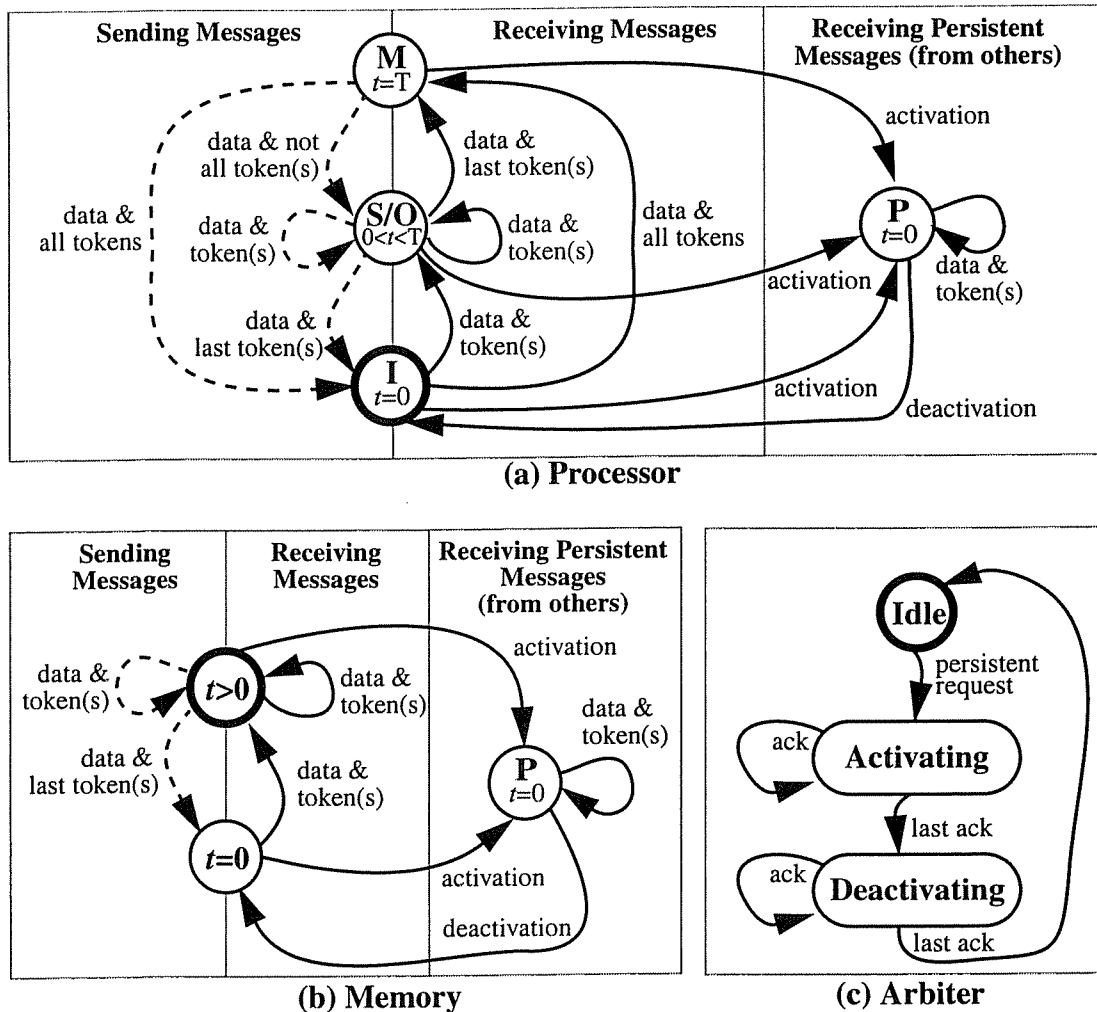 Sending Messages
Receiving Messages
Receiving Persistent
Messages (from others)
M
t=T
activation
data & not
all token(s)
data &
last token(s)
data &
all tokens
S/O
0<t<T
data &
token(s)
data &
token(s)
data &
all tokens
P
t=0
data &
token(s)
activation
data &
last token(s)
data &
token(s)
I
t=0
activation
deactivation
(a) Processor
Sending
Messages
Receiving
Messages
Receiving Persistent
Messages
(from others)
activation
t>0
data &
token(s)
data &
token(s)
data &
token(s)
data &
last token(s)
data &
token(s)
P
t=0
t=0
activation
deactivation
(b) Memory
Idle
persistent
request
ack
Activating
last ack
ack
Deactivating
last ack
(c) Arbiter